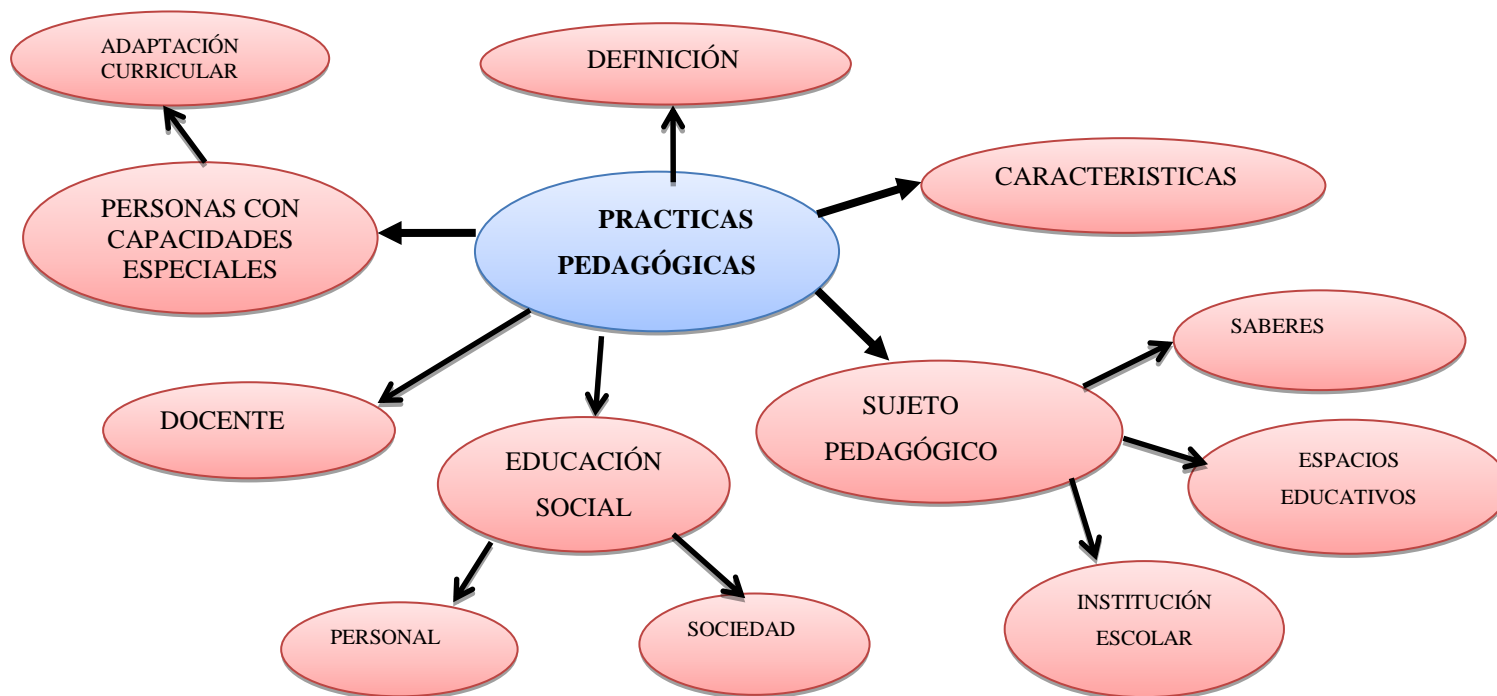 ADAPTACIÓN
CURRICULAR
DEFINICIÓN
CARACTERISTICAS
PERSONAS CON
CAPACIDADES
ESPECIALES
PRACTICAS
PEDAGÓGICAS
SABERES
DOCENTE
SUJETO
PEDAGÓGICO
EDUCACIÓN
SOCIAL
ESPACIOS
EDUCATIVOS
PERSONAL
SOCIEDAD
INSTITUCIÓN
ESCOLAR